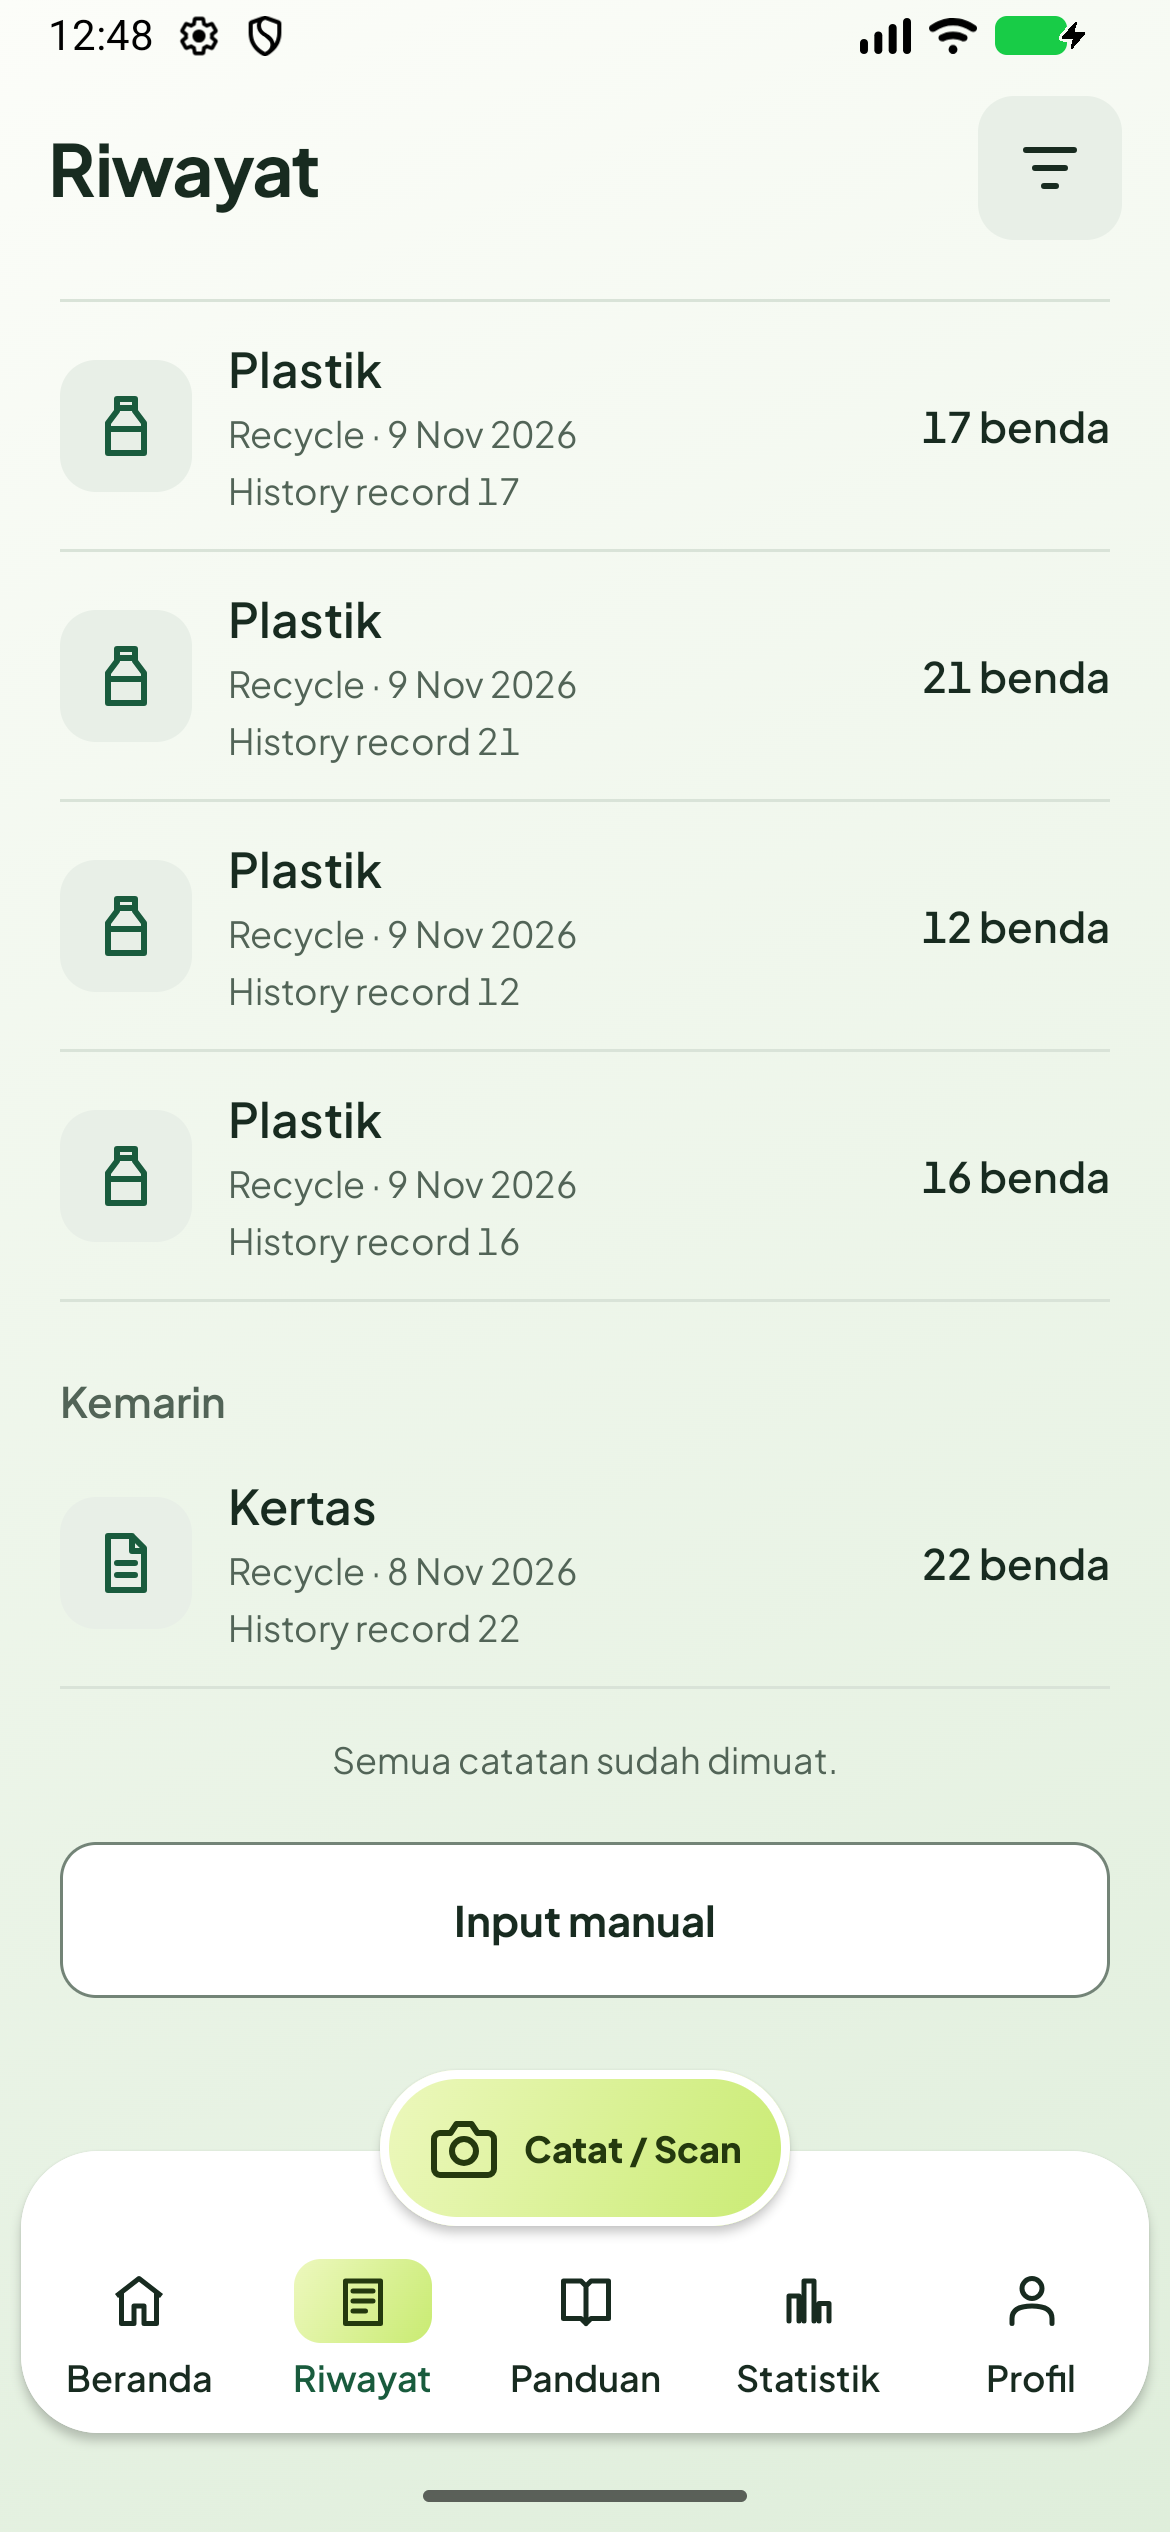 12:48
Riwayat
Plastik
Recycle · 9 Nov 2026
History record 17
17 benda
Plastik
Recycle · 9 Nov 2026
History record 21
21 benda
Plastik
Recycle · 9 Nov 2026
History record 12
12 benda
Plastik
Recycle · 9 Nov 2026
History record 16
16 benda
Kemarin
Kertas
Recycle · 8 Nov 2026
History record 22
22 benda
Semua catatan sudah dimuat.
Input manual
Catat / Scan
Beranda
Riwayat
Panduan
Statistik
Profil